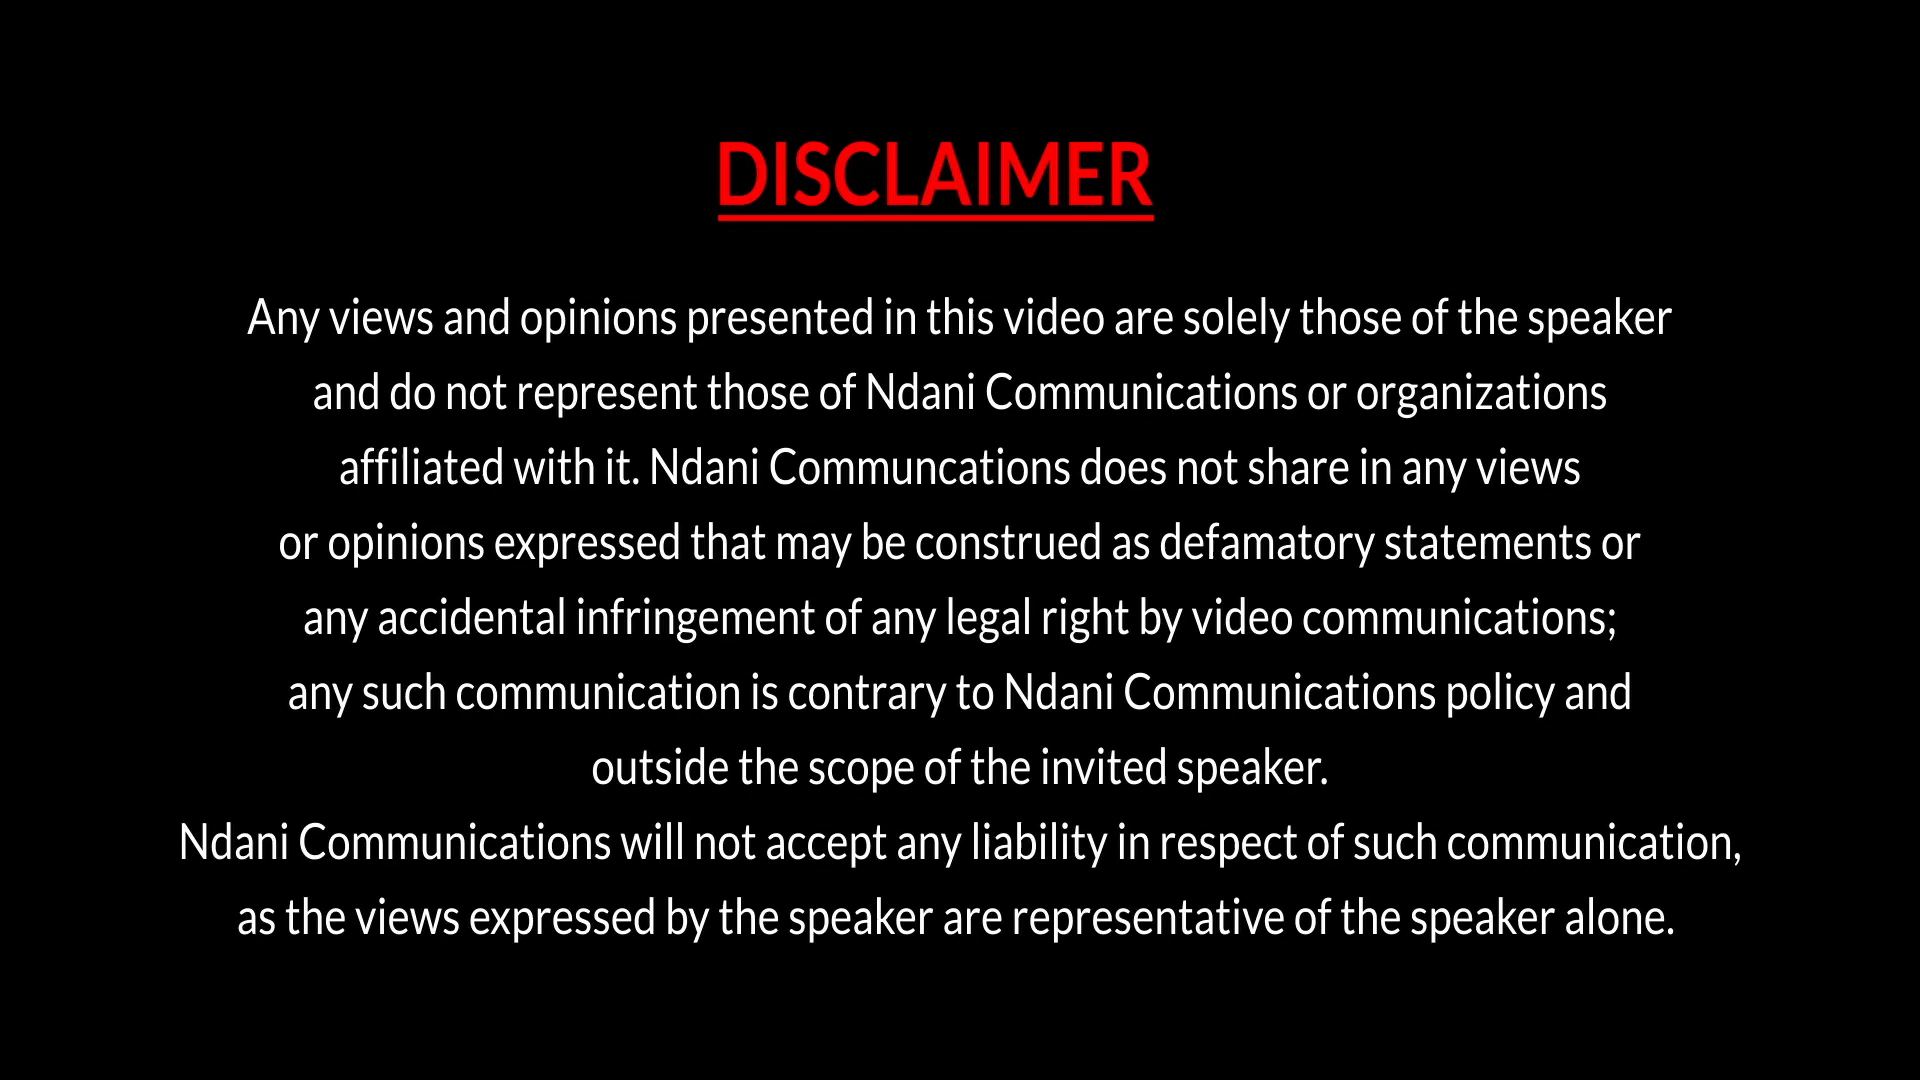 DISCLAIMER
Any views and opinions presented in this video are solely those of the speaker
and do not represent those of Ndani Communications or organizations
affiliated with it. Ndani Communcations does not share in any views
or opinions expressed that may be construed as defamatory statements or
any accidental infringement of any legal right by video communications;
any such communication is contrary to Ndani Communications policy and
outside the scope of the invited speaker.
Ndani Communications will not accept any liability in respect of such communication,
as the views expressed by the speaker are representative of the speaker alone.